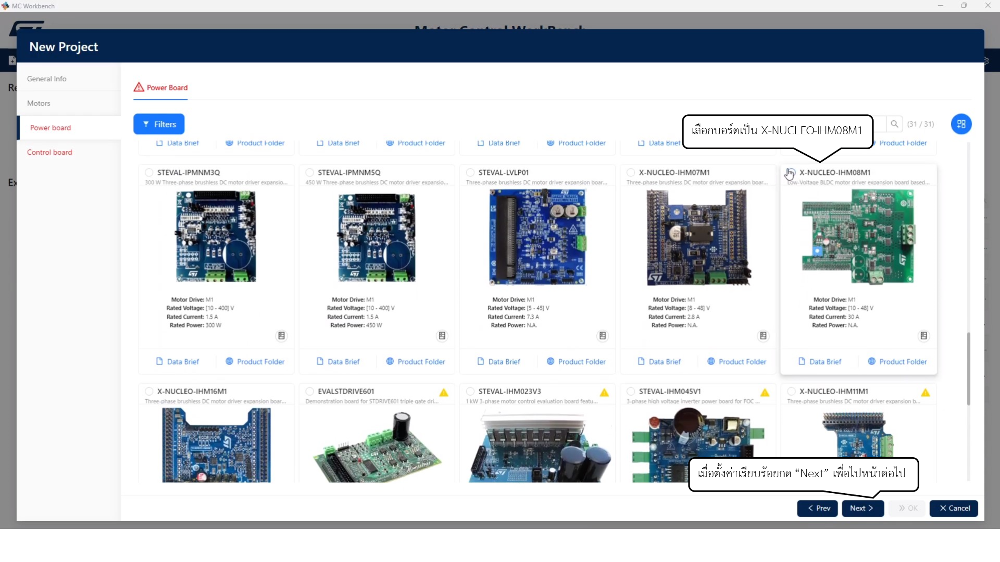 MC Workbench
New Project
General Info
Motors
Power board
Control board
Power Board
Filters
(31 / 31)
เลือกบอร์ดเป็น X-NUCLEO-IHM08M1
Data Brief Product Folder
Data Brief Product Folder
Data Brief Product Folder
Data Brief
Product Folder
STEVAL-IPMNM3Q
300 W Three-phase brushless DC motor driver expansio...
Motor Drive: M1
Rated Voltage: [10 - 400] V
Rated Current: 1.5 A
Rated Power: 300 W
Data Brief Product Folder
STEVAL-IPMNM5Q
450 W Three-phase brushless DC motor driver expansio...
Motor Drive: M1
Rated Voltage: [10 - 400] V
Rated Current: 1.5 A
Rated Power: 450 W
Data Brief Product Folder
STEVAL-LVLP01
Three-phase brushless DC motor driver expansion boar...
Motor Drive: M1
Rated Voltage: [5 - 45] V
Rated Current: 7.3 A
Rated Power: N.A.
Data Brief Product Folder
X-NUCLEO-IHM07M1
Three-phase brushless DC motor driver expansion boar...
Motor Drive: M1
Rated Voltage: [8 - 48] V
Rated Current: 2.8 A
Rated Power: N.A.
Data Brief Product Folder
X-NUCLEO-IHM08M1
Low-Voltage BLDC motor driver expansion board based...
Motor Drive: M1
Rated Voltage: [10 - 48] V
Rated Current: 30 A
Rated Power: N.A.
Data Brief Product Folder
X-NUCLEO-IHM16M1
Three-phase brushless DC motor driver expansion boar...
EVALSTDRIVE601
Demonstration board for STDRIVE601 triple gate dri...
STEVAL-IHM023V3
1 kW 3-phase motor control evaluation board featu...
STEVAL-IHM045V1
3-phase high voltage inverter power board for FOC ...
X-NUCLEO-IHM11M1
Three-phase brushless DC motor driver expansion b...
เมื่อตั้งค่าเรียบร้อยกด “Next” เพื่อไปหน้าต่อไป
Prev
Next
OK
Cancel